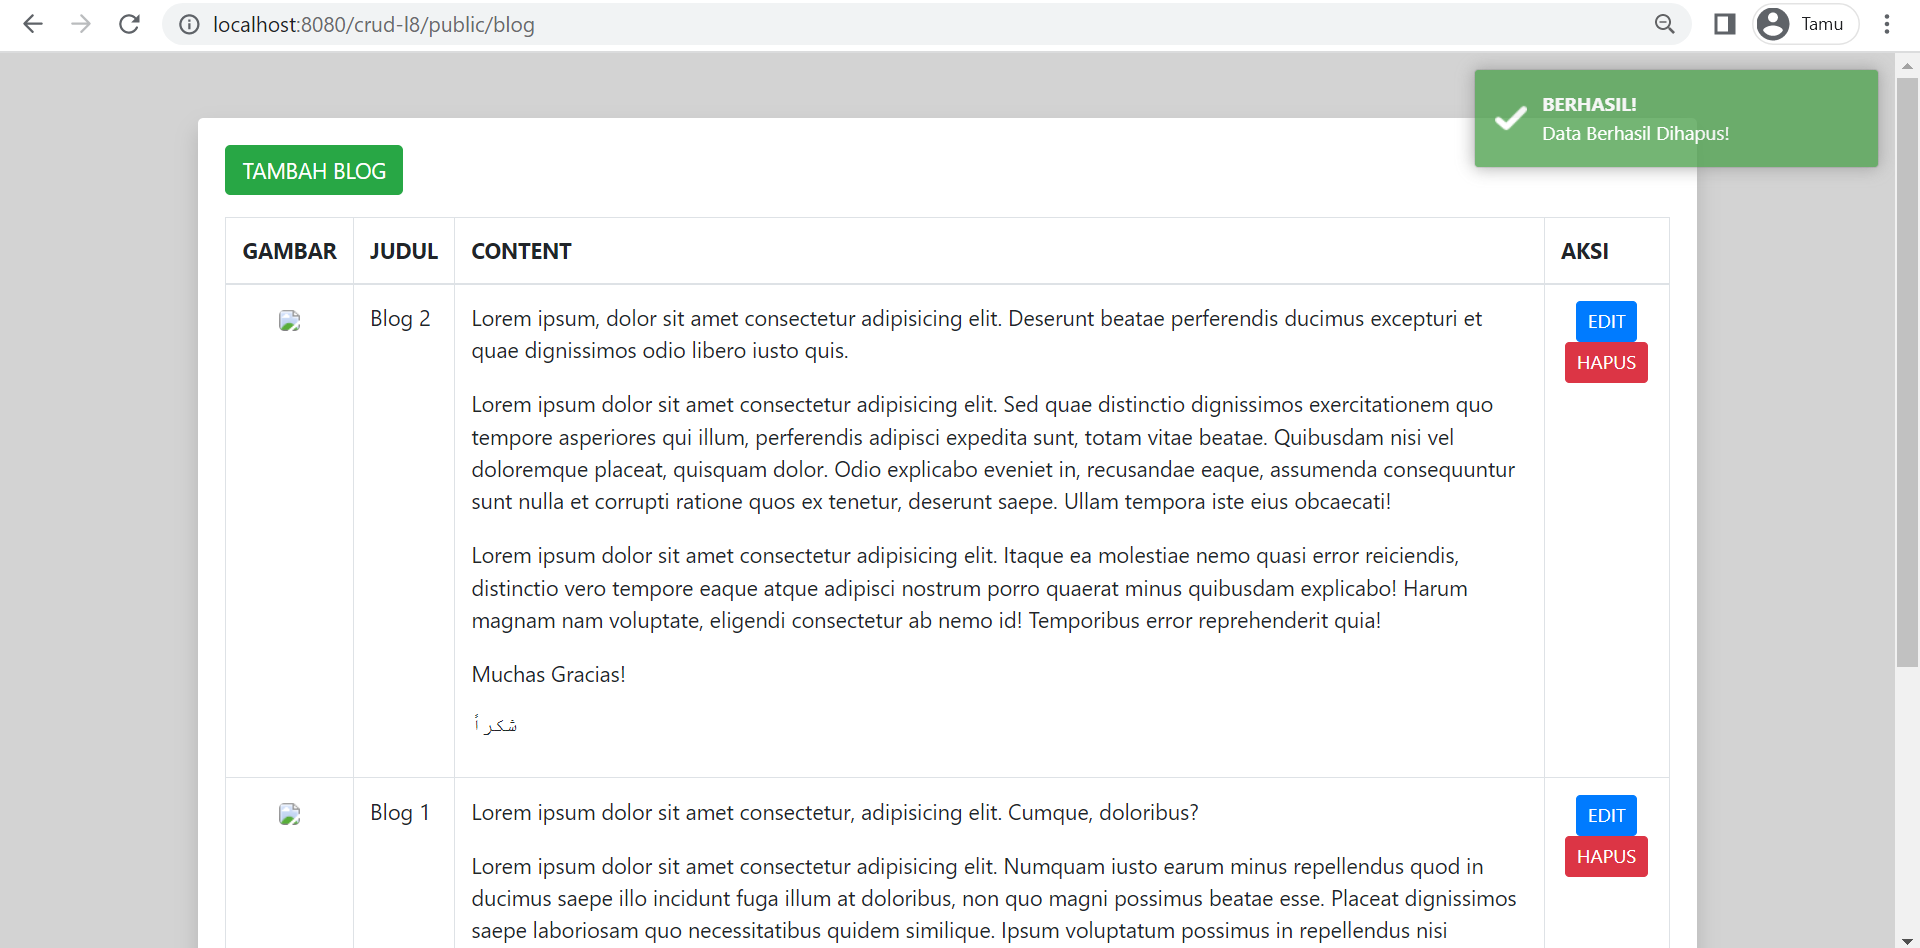 localhost:8080/crud-l8/public/blog
Tamu
BERHASIL!
Data Berhasil Dihapus!
TAMBAH BLOG
GAMBAR JUDUL CONTENT AKSI
Blog 2
Lorem ipsum, dolor sit amet consectetur adipisicing elit. Deserunt beatae perferendis ducimus excepturi et
quae dignissimos odio libero iusto quis.
Lorem ipsum dolor sit amet consectetur adipisicing elit. Sed quae distinctio dignissimos exercitationem quo
tempore asperiores qui illum, perferendis adipisci expedita sunt, totam vitae beatae. Quibusdam nisi vel
doloremque placeat, quisquam dolor. Odio explicabo eveniet in, recusandae eaque, assumenda consequuntur
sunt nulla et corrupti ratione quos ex tenetur, deserunt saepe. Ullam tempora iste eius obcaecati!
Lorem ipsum dolor sit amet consectetur adipisicing elit. Itaque ea molestiae nemo quasi error reiciendis,
distinctio vero tempore eaque atque adipisci nostrum porro quaerat minus quibusdam explicabo! Harum
magnam nam voluptate, eligendi consectetur ab nemo id! Temporibus error reprehenderit quia!
Muchas Gracias!
شكراً
EDIT
HAPUS
Blog 1
Lorem ipsum dolor sit amet consectetur, adipisicing elit. Cumque, doloribus?
Lorem ipsum dolor sit amet consectetur adipisicing elit. Numquam iusto earum minus repellendus quod in
ducimus saepe illo incidunt fuga illum at doloribus, non quo magni possimus beatae esse. Placeat dignissimos
saepe laboriosam quo necessitatibus quidem similique. Ipsum voluptatum possimus in repellendus nisi
EDIT
HAPUS